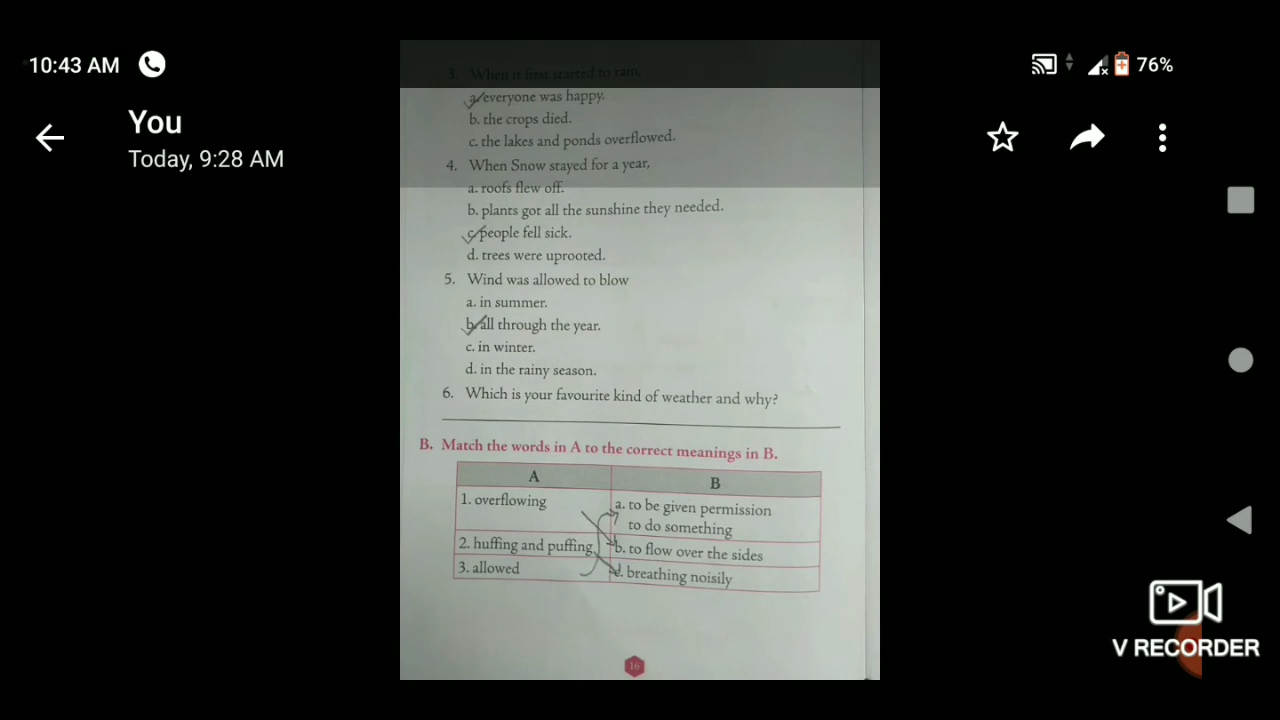 10:43 AM
76%
You
Today, 9:28 AM
3. When it first started to rain,
a. everyone was happy.
b. the crops died.
c. the lakes and ponds overflowed.
4. When Snow stayed for a year,
a. roofs flew off.
b. plants got all the sunshine they needed.
c. people fell sick.
d. trees were uprooted.
5. Wind was allowed to blow
a. in summer.
b. all through the year.
c. in winter.
d. in the rainy season.
6. Which is your favourite kind of weather and why?
B. Match the words in A to the correct meanings in B.
A B
1. overflowing a. to be given permission
to do something
2. huffing and puffing b. to flow over the sides
3. allowed d. breathing noisily
16
V RECORDER